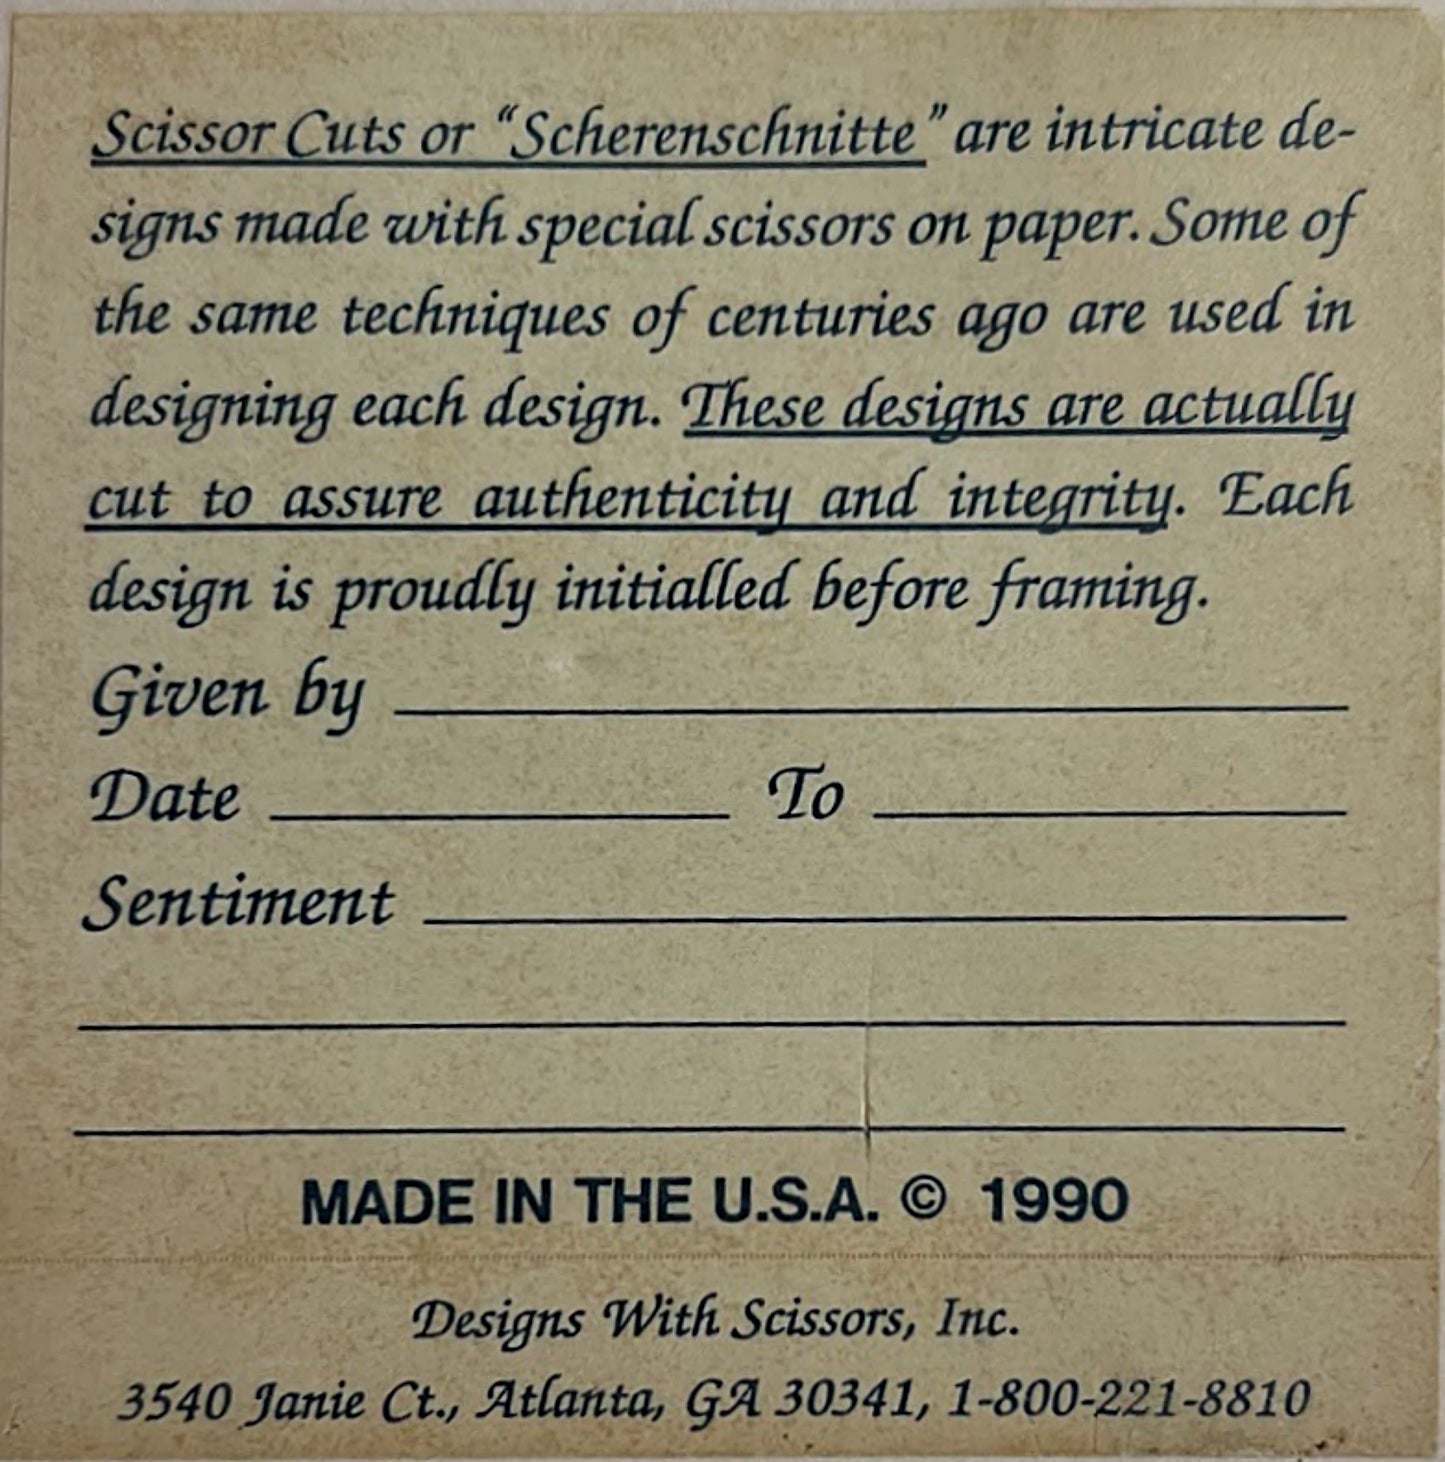 Scissor Cuts or “Scherenschnitte” are intricate de-
signs made with special scissors on paper. Some of
the same techniques of centuries ago are used in
designing each design. These designs are actually
cut to assure authenticity and integrity. Each
design is proudly initialled before framing.
Given by
Date To
Sentiment
MADE IN THE U.S.A. © 1990
Designs With Scissors, Inc.
3540 Janie Ct., Atlanta, GA 30341, 1-800-221-8810